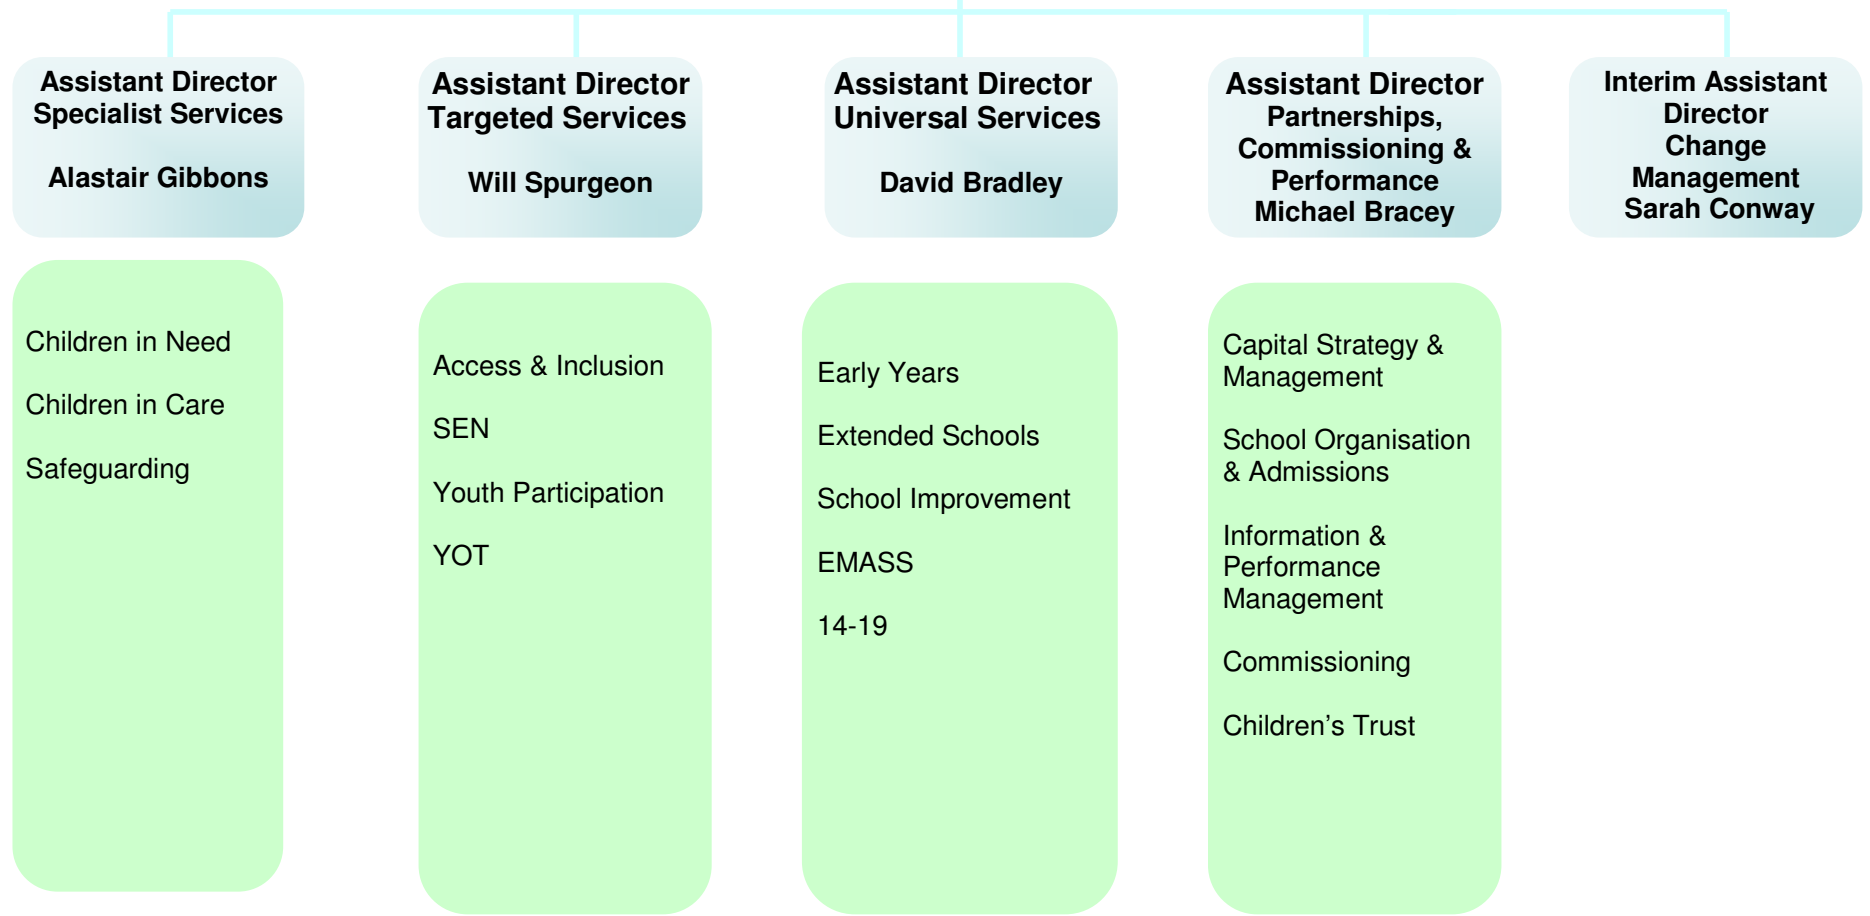 Assistant Director
Specialist Services
Alastair Gibbons
Assistant Director
Targeted Services
Will Spurgeon
Assistant Director
Universal Services
David Bradley
Assistant Director
Partnerships,
Commissioning &
Performance
Michael Bracey
Interim Assistant
Director
Change
Management
Sarah Conway
Children in Need
Children in Care
Safeguarding
Access & Inclusion
SEN
Youth Participation
YOT
Early Years
Extended Schools
School Improvement
EMASS
14-19
Capital Strategy &
Management
School Organisation
& Admissions
Information &
Performance
Management
Commissioning
Children’s Trust